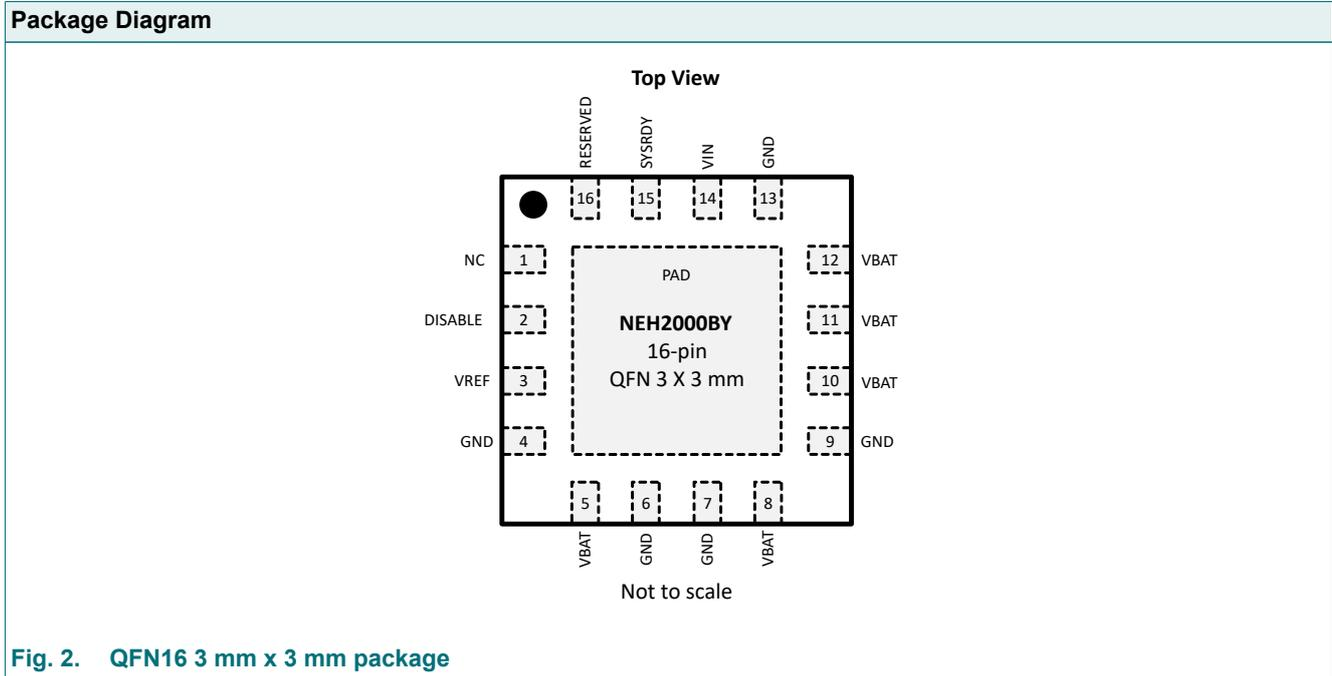 Package Diagram
Top View
RESERVED
SYSRDY
VIN
GND
16
15
14
13
NC
1
12
VBAT
PAD
DISABLE
2
NEH2000BY
11
VBAT
16-pin
VREF
3
QFN 3 X 3 mm
10
VBAT
GND
4
9
GND
5
6
7
8
VBAT
GND
GND
VBAT
Not to scale
Fig. 2. QFN16 3 mm x 3 mm package